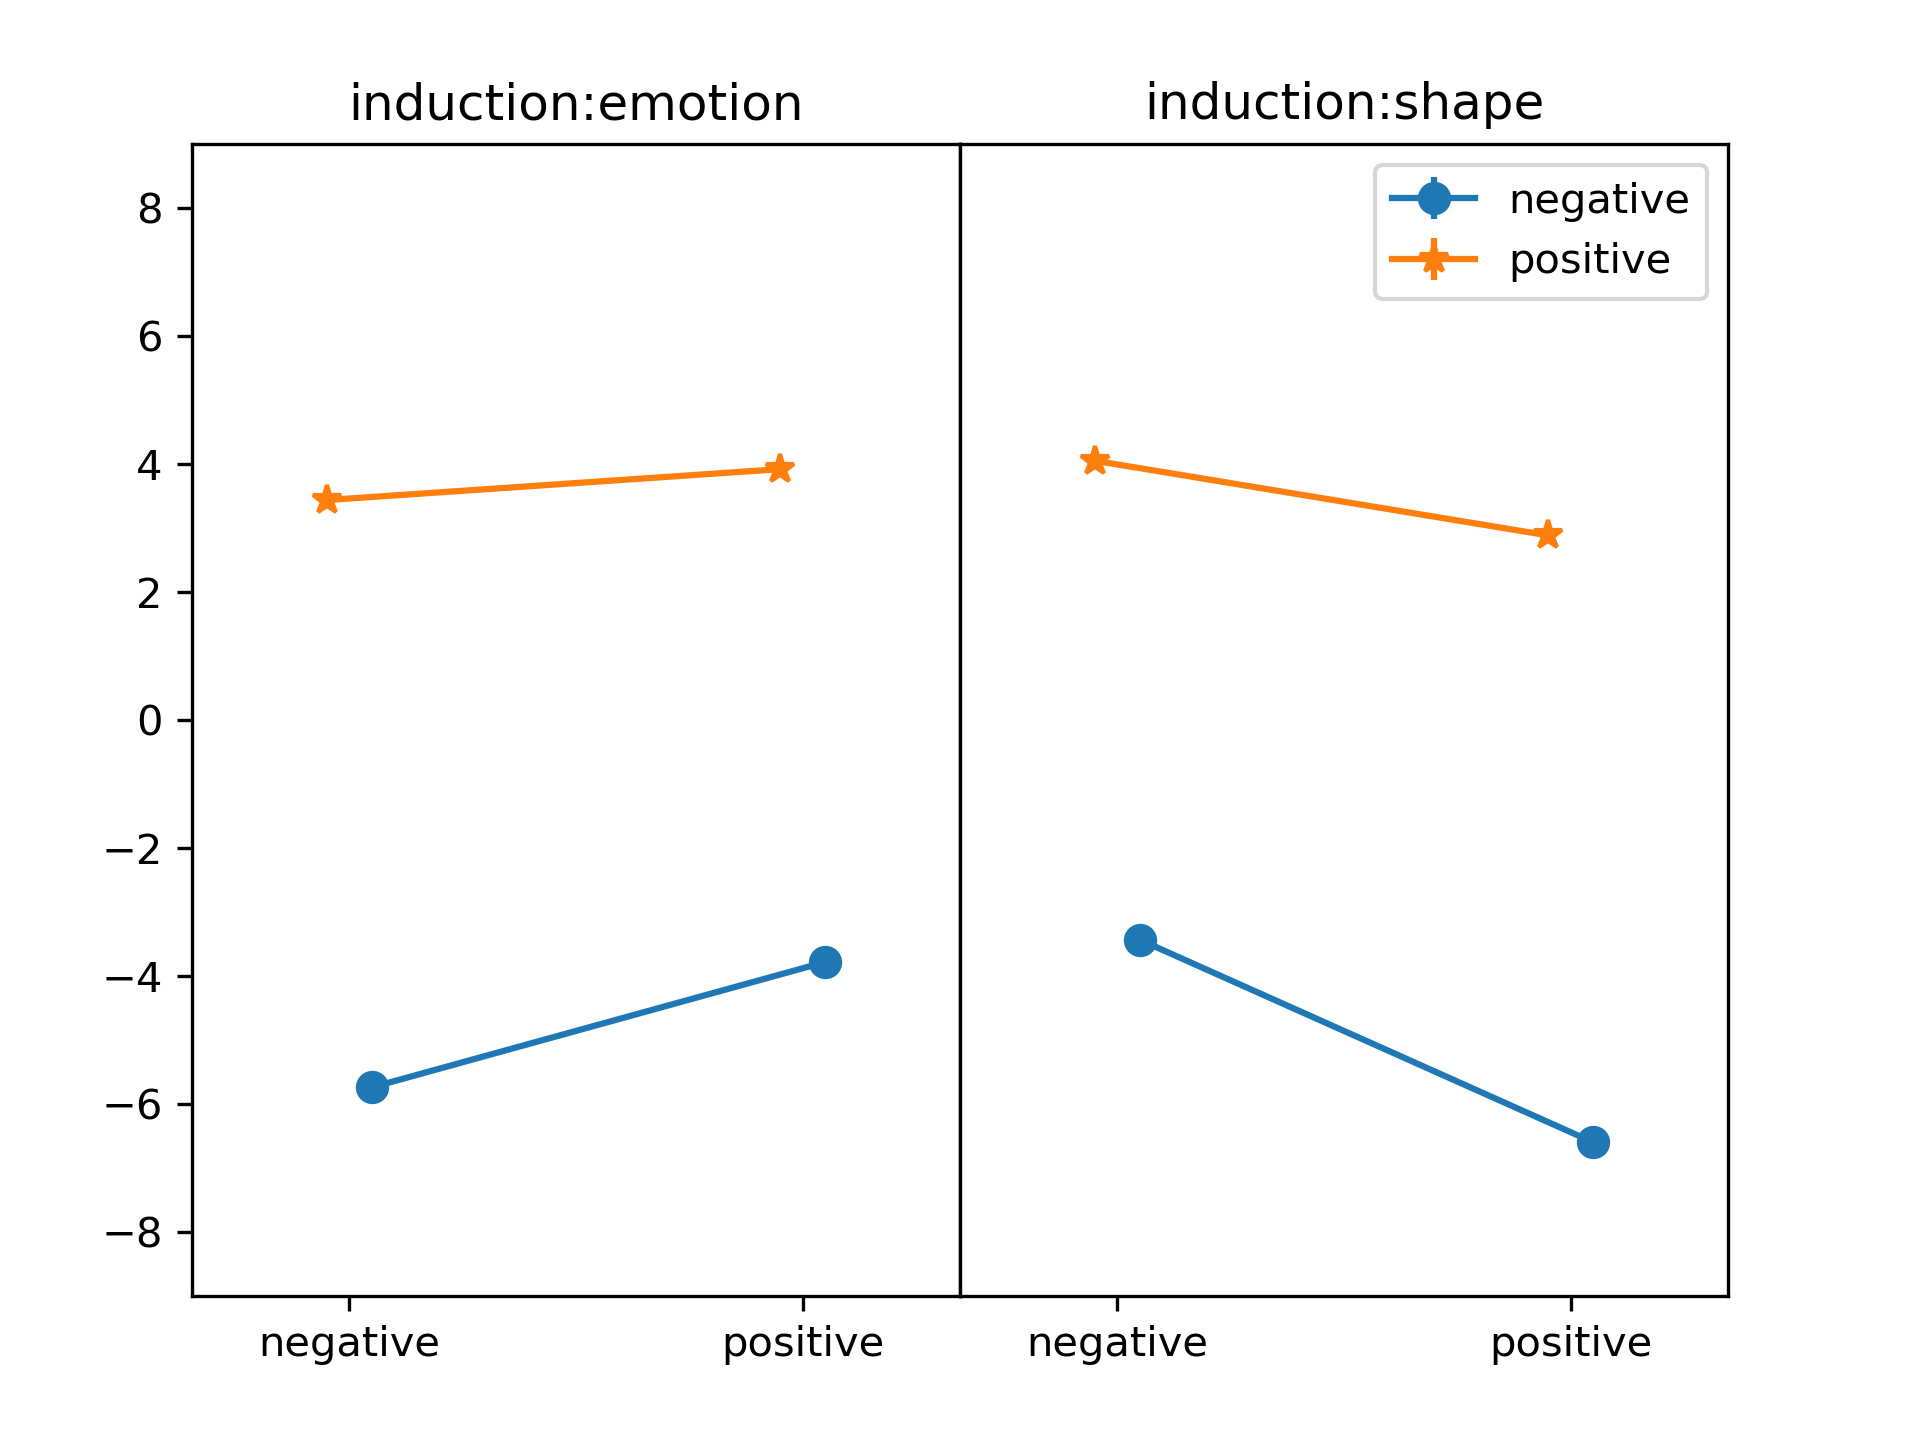 induction:emotion
induction:shape
negative
positive
8
6
4
2
0
−2
−4
−6
−8
negative
positive
negative
positive